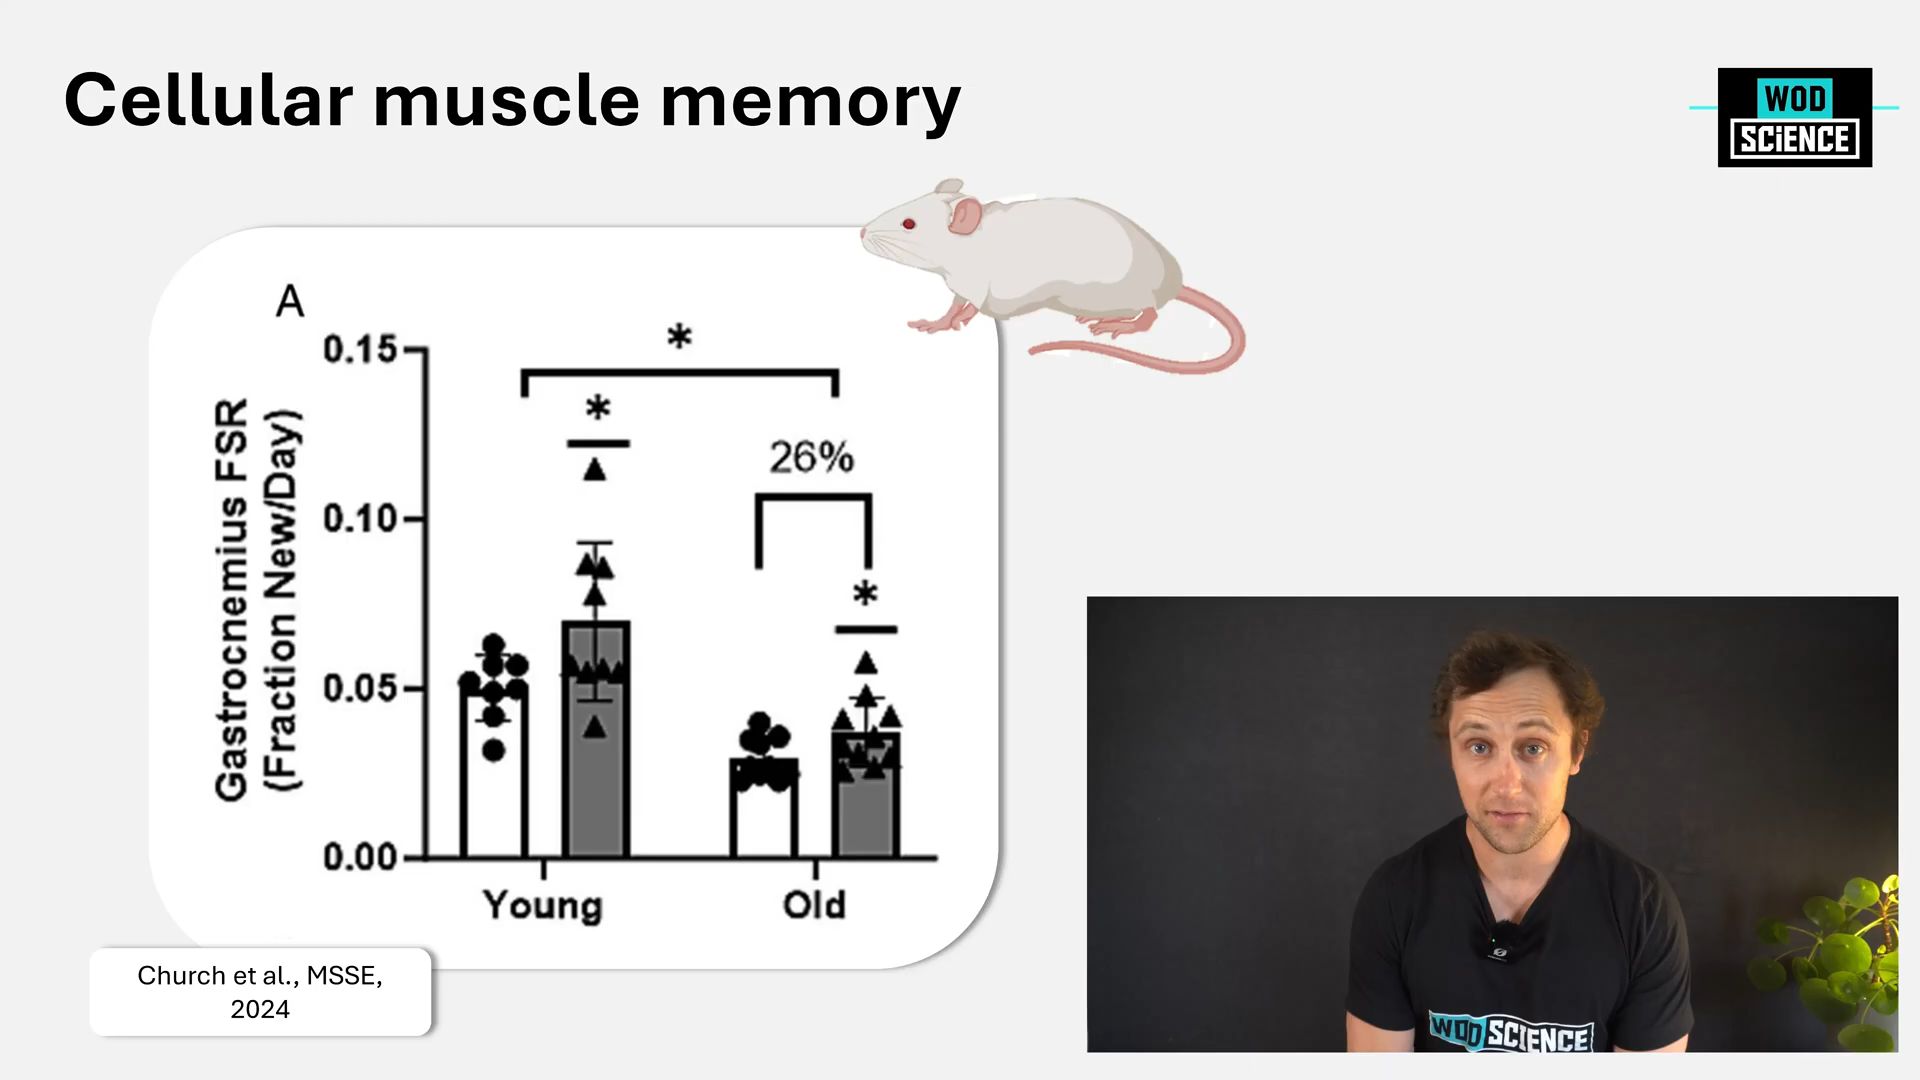 Cellular muscle memory
WOD
SCiENCE
A
0.15
0.10
0.05
0.00
Gastrocnemius FSR
(Fraction New/Day)
*
*
26%
*
Young
Old
Church et al., MSSE,
2024
WOD SCIENCE